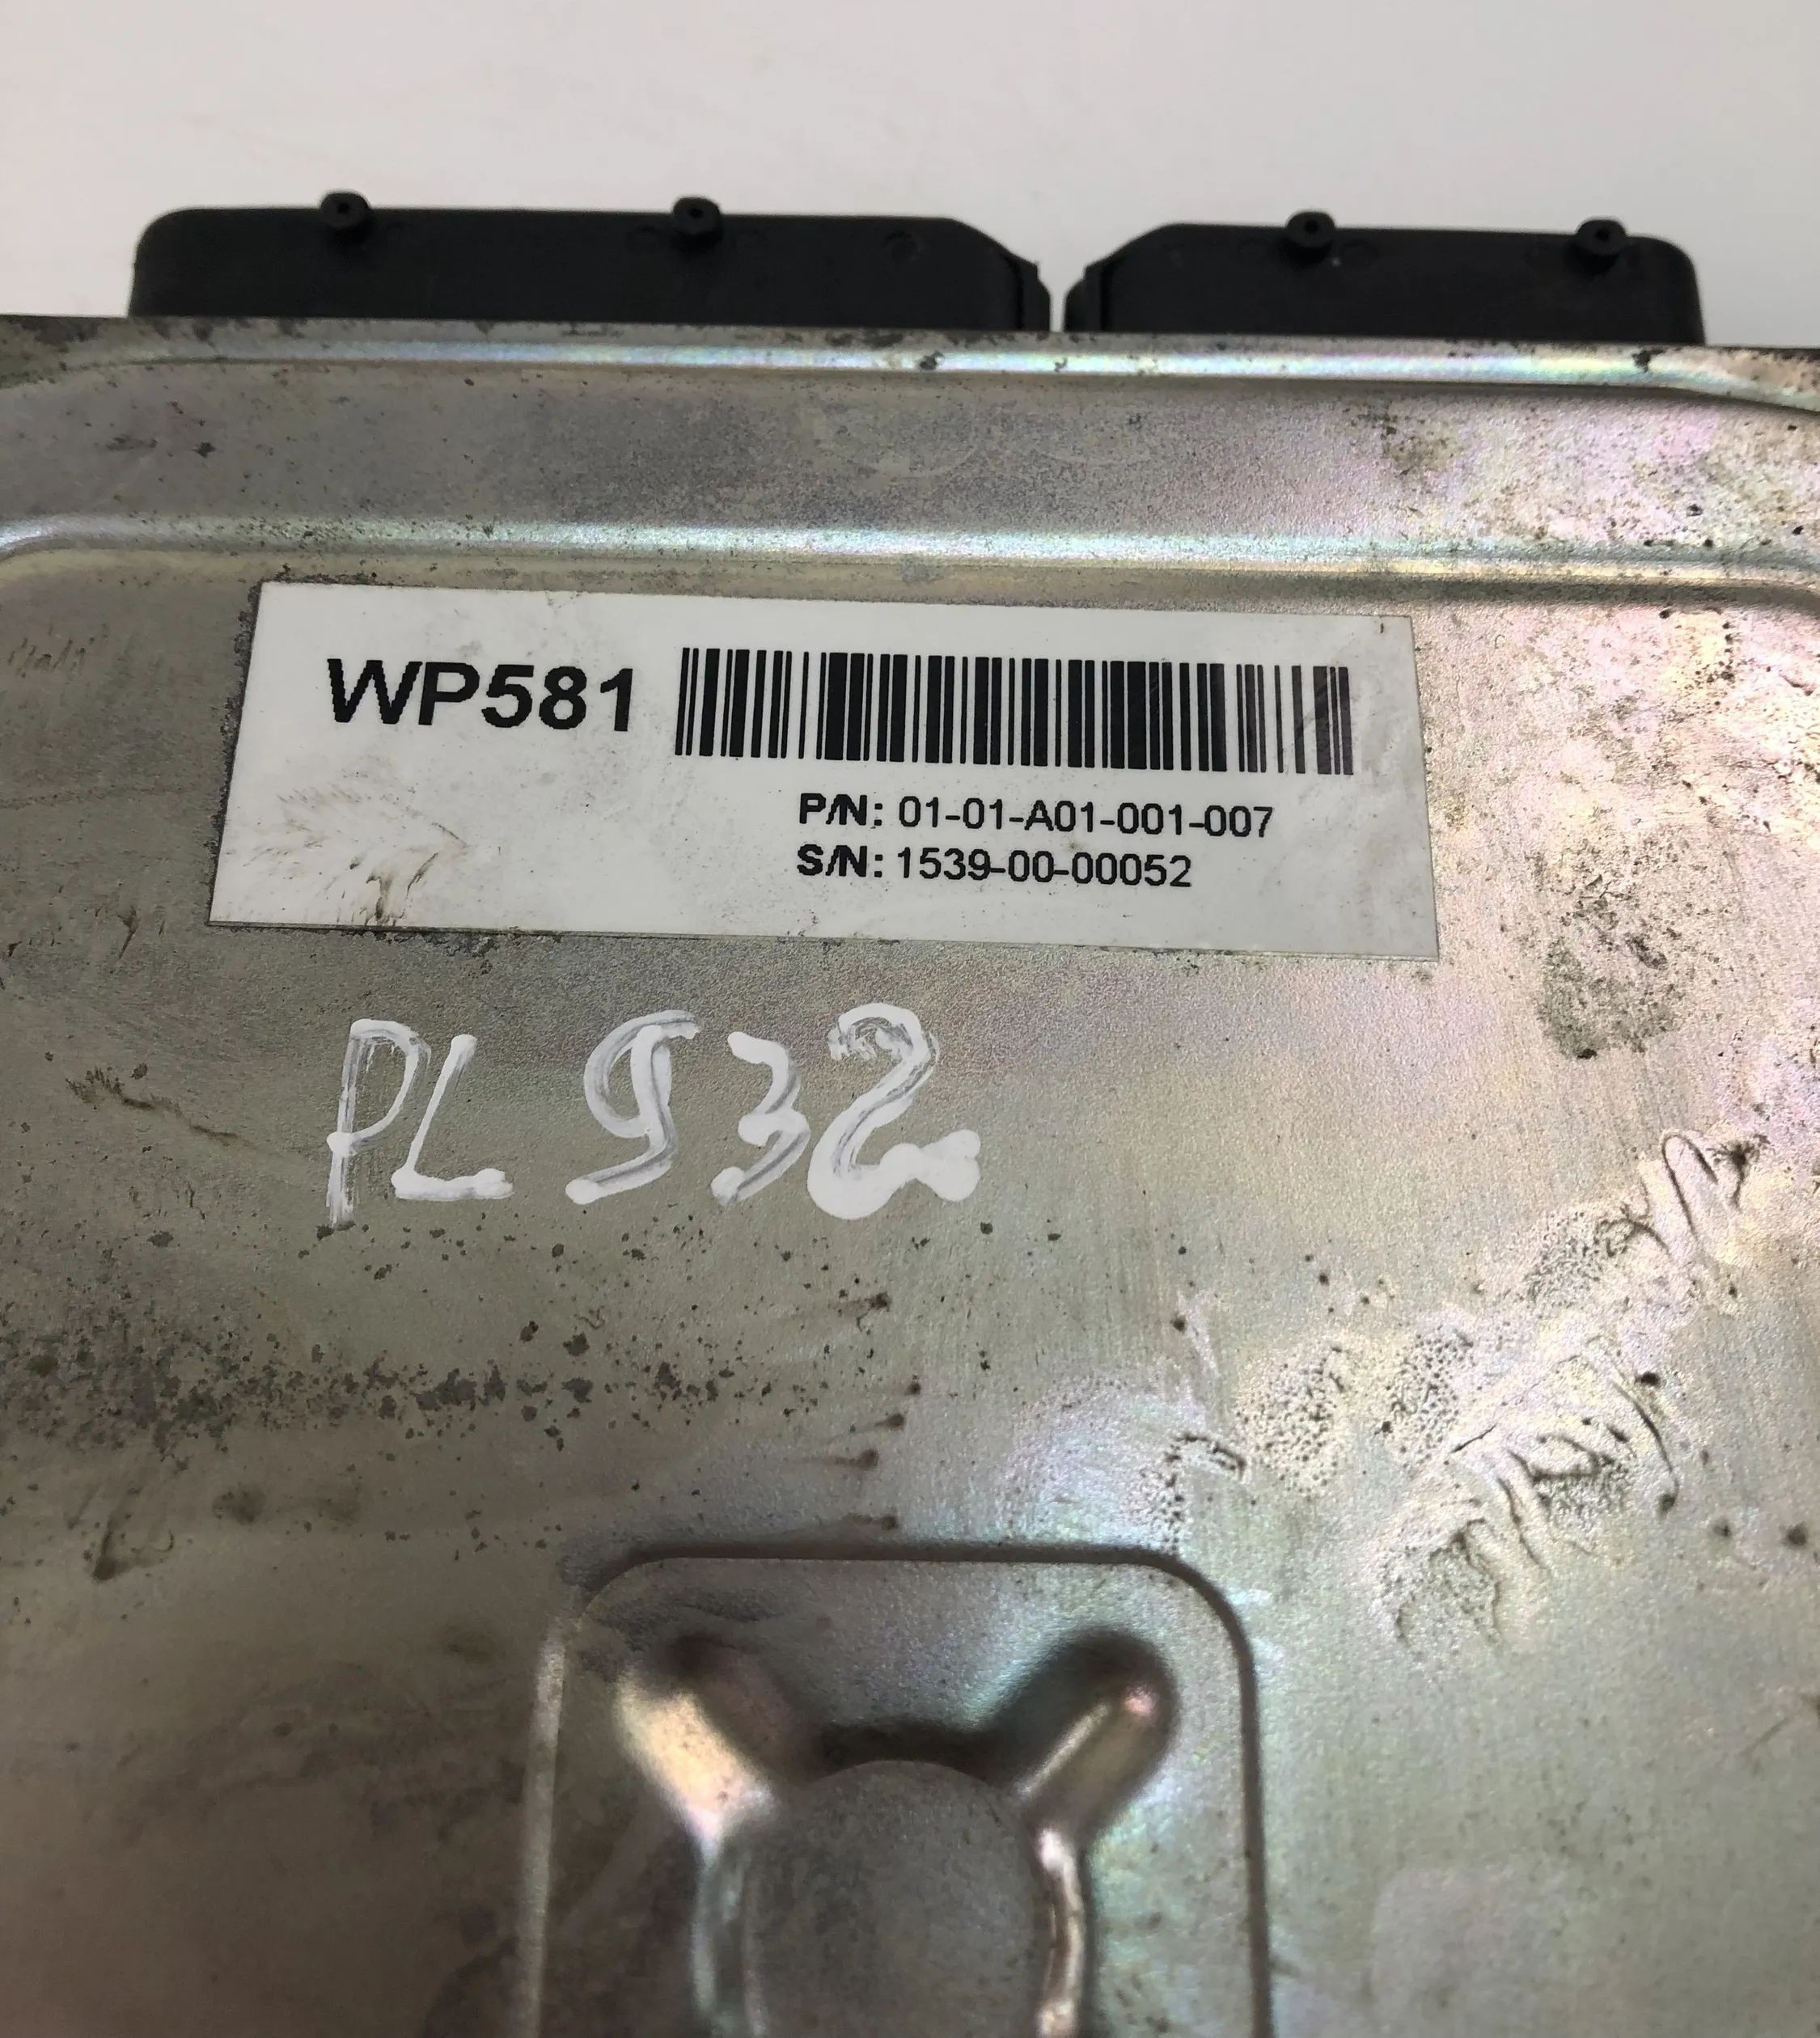 WP581
P/N: 01-01-A01-001-007
S/N: 1539-00-00052
PL 932